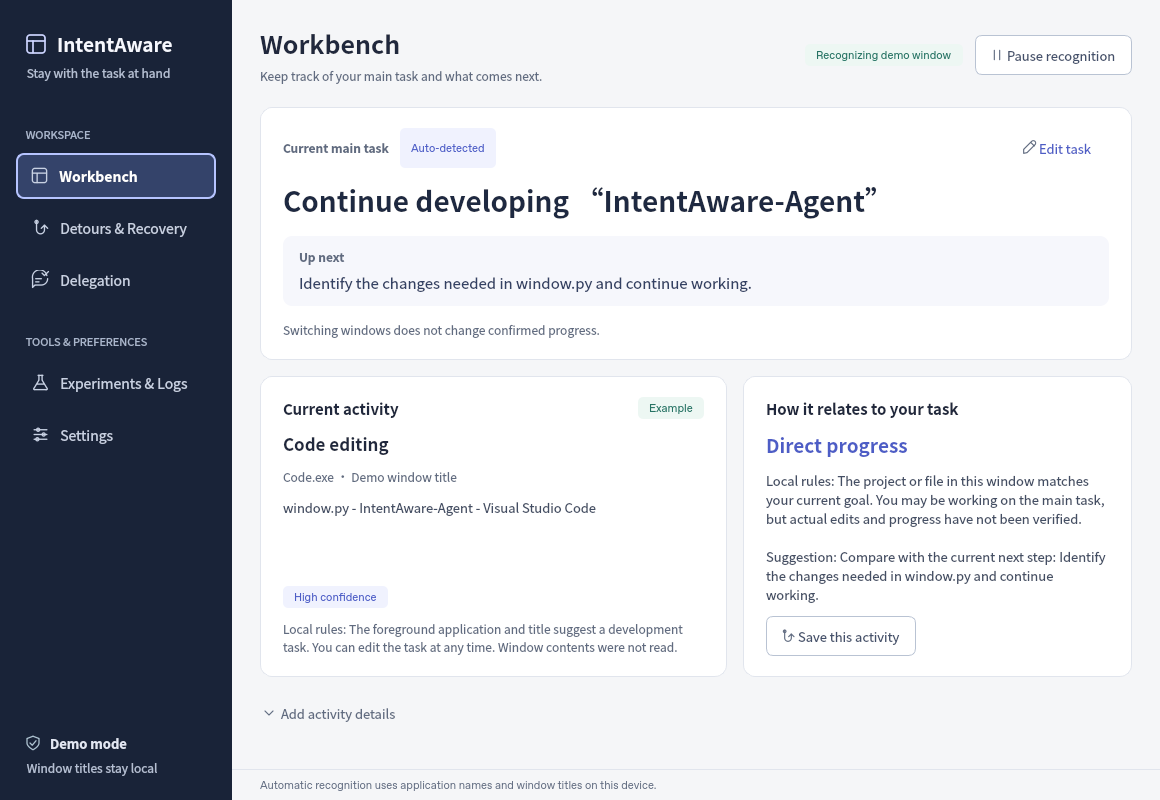 IntentAware
Stay with the task at hand
WORKSPACE
Workbench
Detours & Recovery
Delegation
TOOLS & PREFERENCES
Experiments & Logs
Settings
Demo mode
Window titles stay local
Workbench
Keep track of your main task and what comes next.
Recognizing demo window
Pause recognition
Current main task
Auto-detected
Edit task
Continue developing “IntentAware-Agent”
Up next
Identify the changes needed in window.py and continue working.
Switching windows does not change confirmed progress.
Current activity
Example
Code editing
Code.exe · Demo window title
window.py - IntentAware-Agent - Visual Studio Code
High confidence
Local rules: The foreground application and title suggest a development
task. You can edit the task at any time. Window contents were not read.
How it relates to your task
Direct progress
Local rules: The project or file in this window matches
your current goal. You may be working on the main task,
but actual edits and progress have not been verified.
Suggestion: Compare with the current next step: Identify
the changes needed in window.py and continue
working.
Save this activity
Add activity details
Automatic recognition uses application names and window titles on this device.